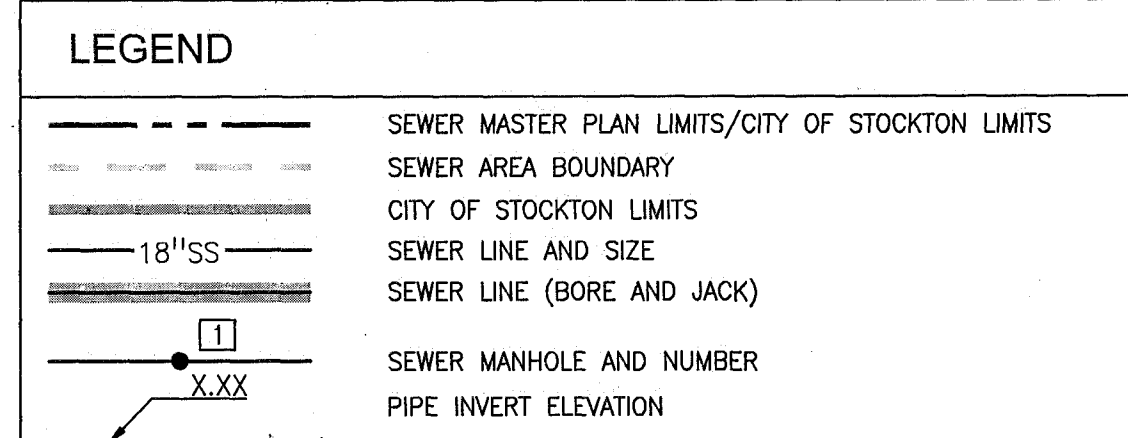 LEGEND
SEWER MASTER PLAN LIMITS/CITY OF STOCKTON LIMITS
SEWER AREA BOUNDARY
CITY OF STOCKTON LIMITS
18"SS SEWER LINE AND SIZE
SEWER LINE (BORE AND JACK)
1
SEWER MANHOLE AND NUMBER
X.XX
PIPE INVERT ELEVATION